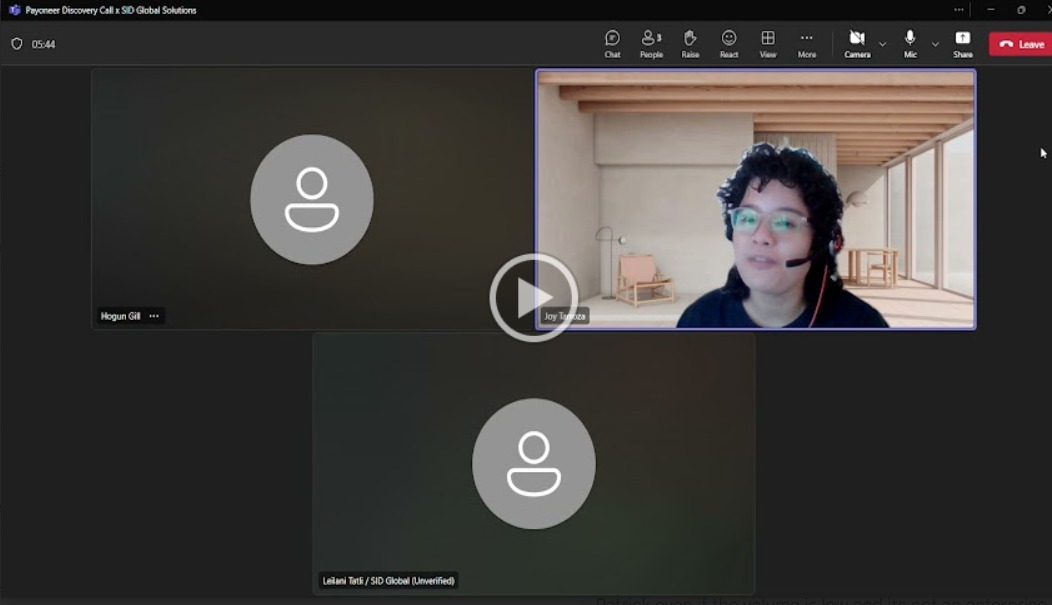 Payoneer Discovery Call x SID Global Solutions
05:44
Chat
People 3
Raise
React
View
More
Camera
Mic
Share
Leave
Hogun Gill
Joy
Leilani Tatli / SID Global (Unverified)